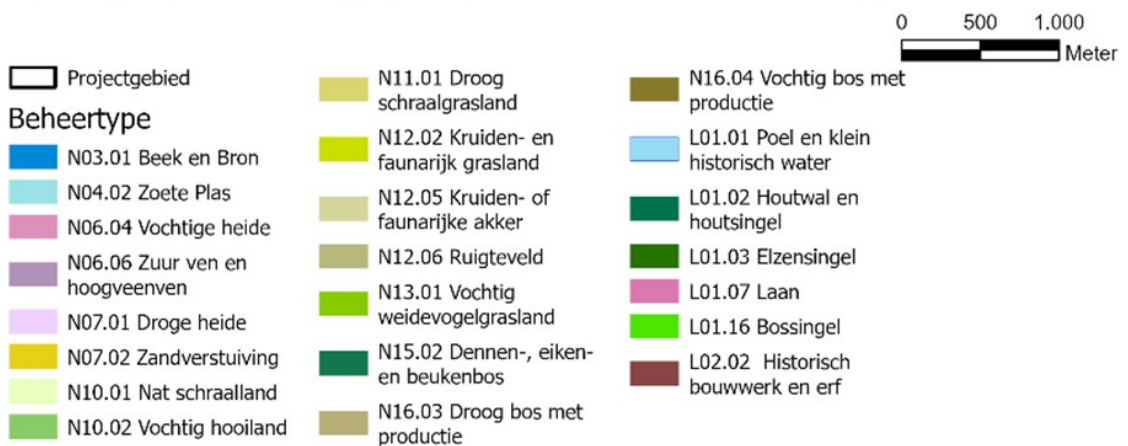 0 500 1.000
Meter
Projectgebied
Beheertype
N03.01 Beek en Bron
N04.02 Zoete Plas
N06.04 Vochtige heide
N06.06 Zuur ven en
hoogveenven
N07.01 Droge heide
N07.02 Zandverstuiving
N10.01 Nat schraalland
N10.02 Vochtig hooiland
N11.01 Droog
schraalgrasland
N12.02 Kruiden- en
faunarijk grasland
N12.05 Kruiden- of
faunarijke akker
N12.06 Ruigteveld
N13.01 Vochtig
weidevogelgrasland
N15.02 Dennen-, eiken-
en beukenbos
N16.03 Droog bos met
productie
N16.04 Vochtig bos met
productie
L01.01 Poel en klein
historisch water
L01.02 Houtwal en
houtsingel
L01.03 Elzensingel
L01.07 Laan
L01.16 Bossingel
L02.02 Historisch
bouwwerk en erf